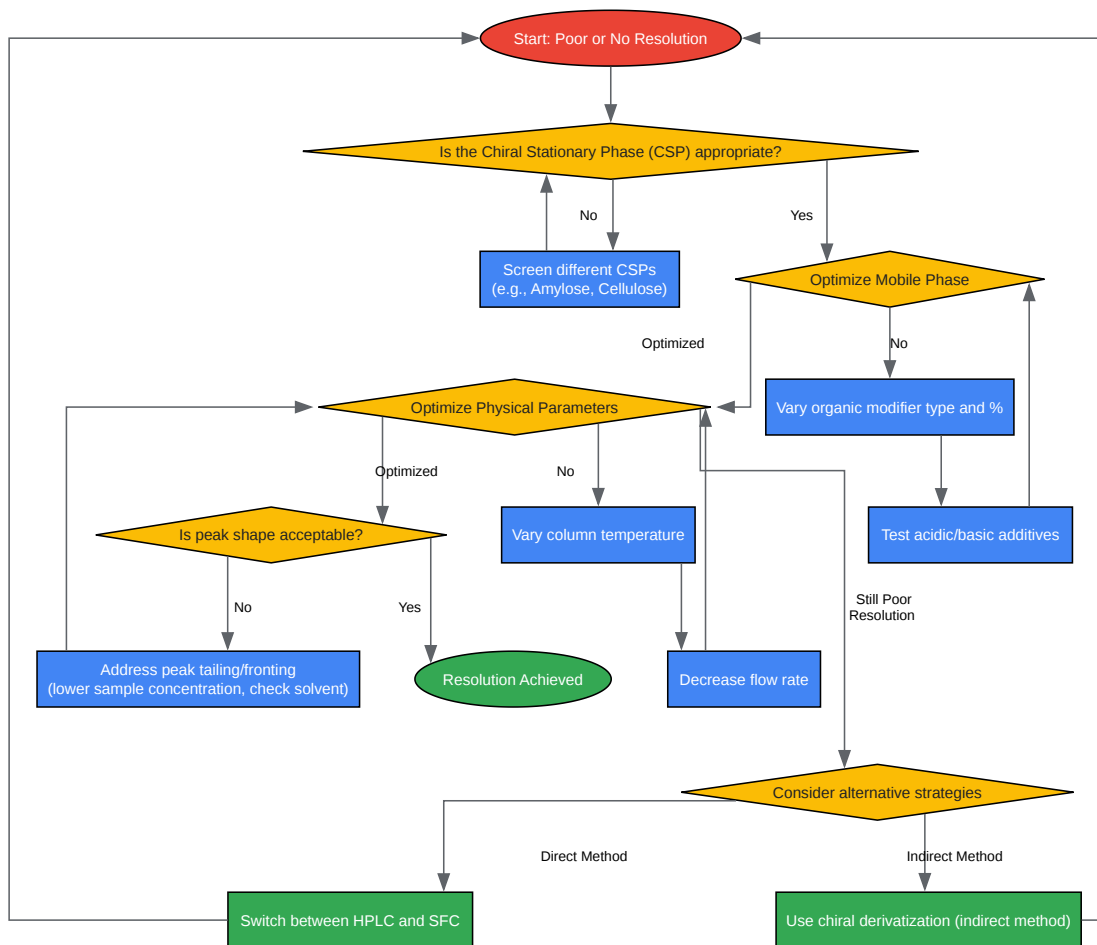 Start: Poor or No Resolution
Is the Chiral Stationary Phase (CSP) appropriate?
No
Yes
Screen different CSPs
(e.g., Amylose, Cellulose)
Optimize Mobile Phase
Optimized
No
Optimize Physical Parameters
Vary organic modifier type and %
Optimized
No
Is peak shape acceptable?
Vary column temperature
Test acidic/basic additives
No
Yes
Still Poor
Resolution
Address peak tailing/fronting
(lower sample concentration, check solvent)
Resolution Achieved
Decrease flow rate
Consider alternative strategies
Direct Method
Indirect Method
Switch between HPLC and SFC
Use chiral derivatization (indirect method)